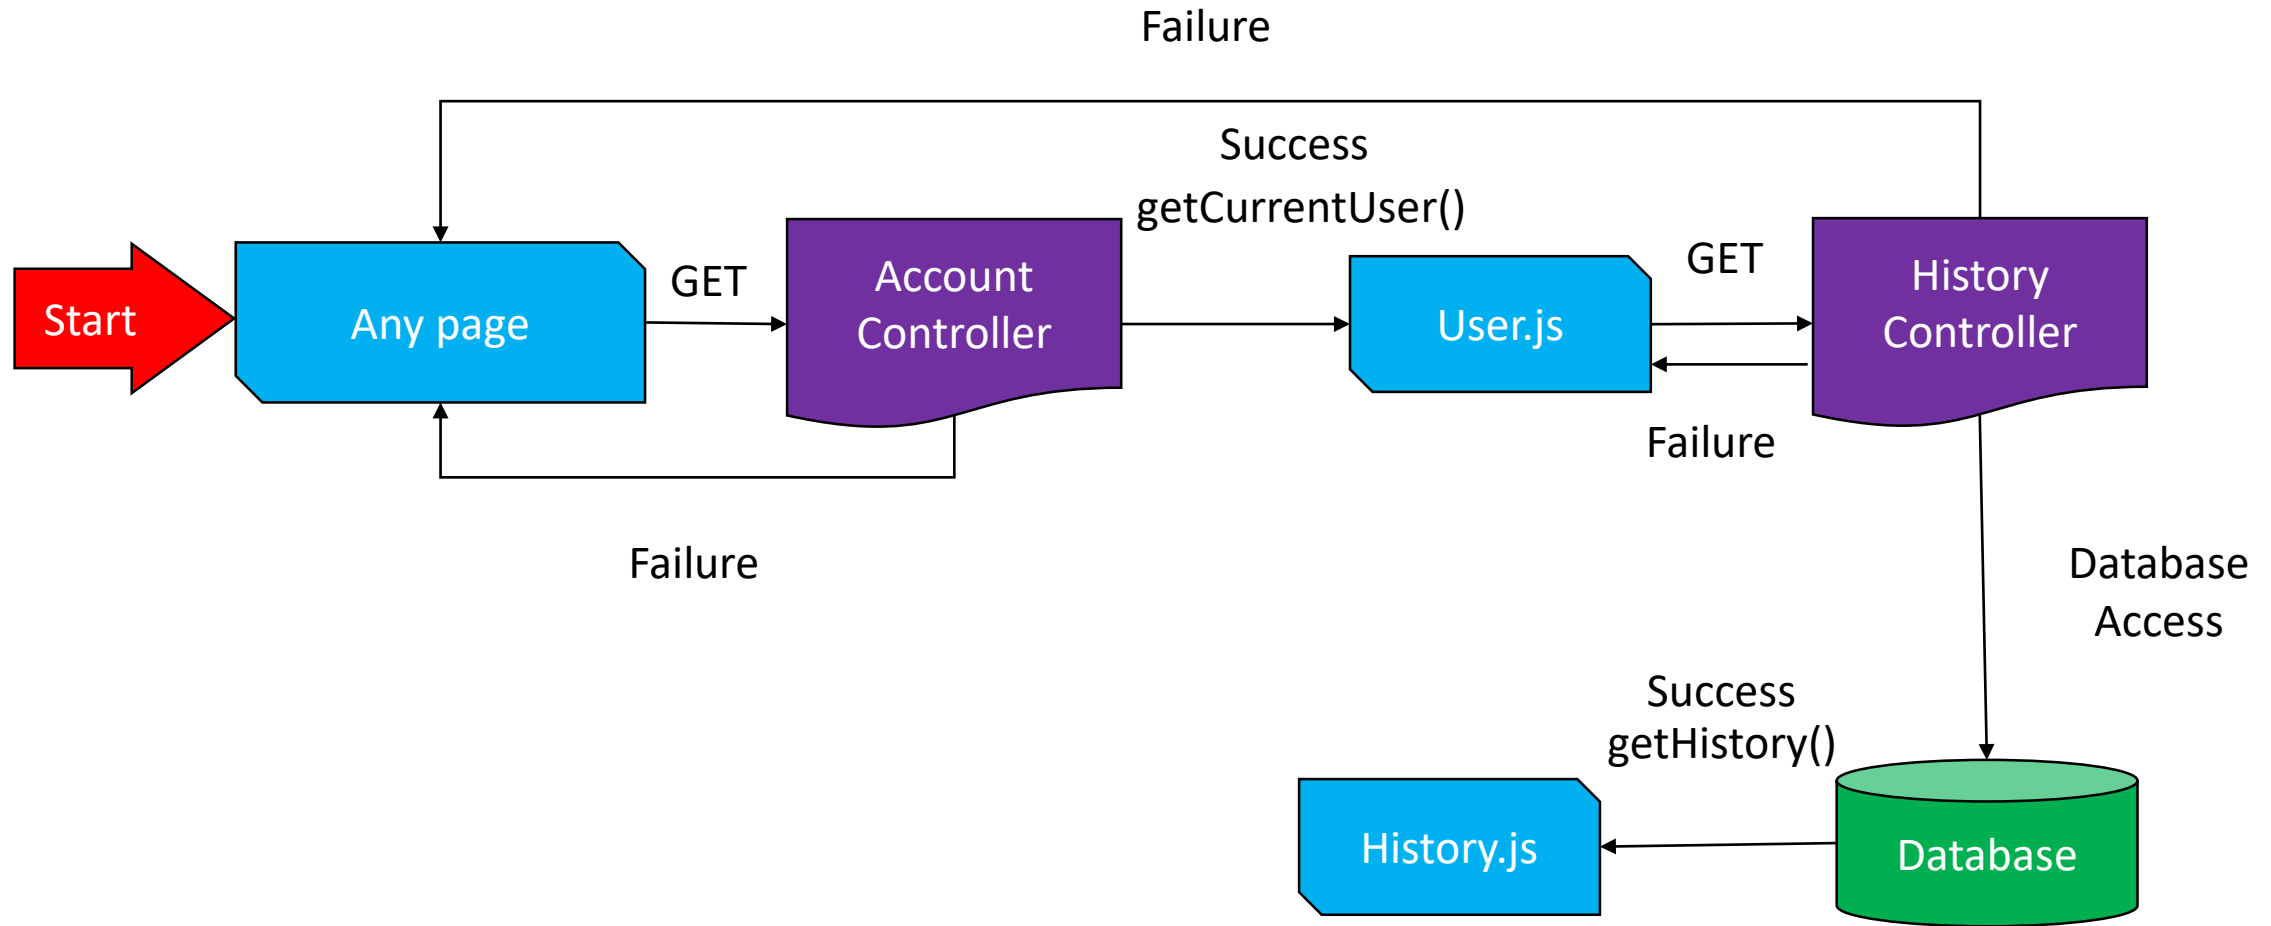 Failure
Success
getCurrentUser()
Start
Any page
GET
Account
Controller
User.js
GET
History
Controller
Failure
Failure
Database
Access
Success
getHistory()
History.js
Database